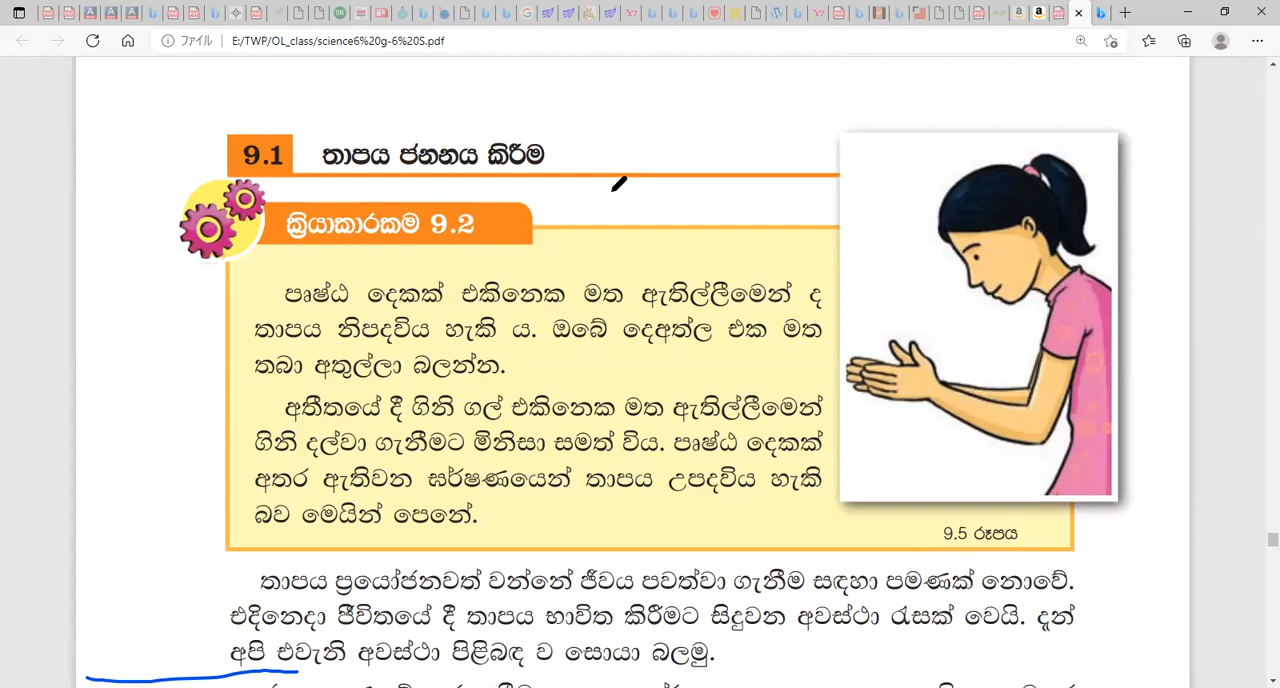 ファイル E:/TWP/OL_class/science6%20g-6%20S.pdf
9.1 තාපය ජනනය කිරීම
ක්‍රියාකාරකම 9.2
පෘෂ්ඨ දෙකක් එකිනෙක මත ඇතිල්ලීමෙන් ද
තාපය නිපදවිය හැකි ය. ඔබේ දෙඅත්ල එක මත
තබා අතුල්ලා බලන්න.
අතීතයේ දී ගිනි ගල් එකිනෙක මත ඇතිල්ලීමෙන්
ගිනි දල්වා ගැනීමට මිනිසා සමත් විය. පෘෂ්ඨ දෙකක්
අතර ඇතිවන ඝර්ෂණයෙන් තාපය උපදවිය හැකි
බව මෙයින් පෙනේ.
9.5 රූපය
තාපය ප්‍රයෝජනවත් වන්නේ ජීවය පවත්වා ගැනීම සඳහා පමණක් නොවේ.
එදිනෙදා ජීවිතයේ දී තාපය භාවිත කිරීමට සිදුවන අවස්ථා රැසක් වෙයි. දැන්
අපි එවැනි අවස්ථා පිළිබඳ ව සොයා බලමු.